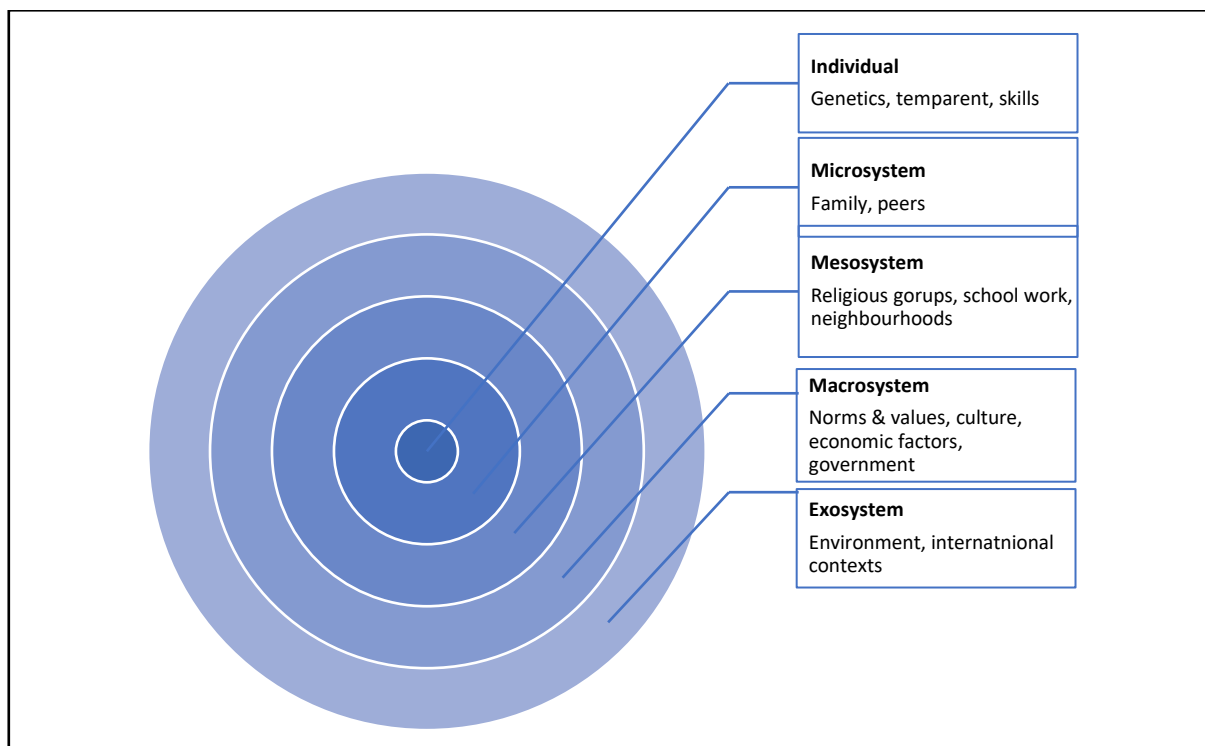 Individual
Genetics, temparent, skills
Microsystem
Family, peers
Mesosystem
Religious gorups, school work,
neighbourhoods
Macrosystem
Norms & values, culture,
economic factors,
government
Exosystem
Environment, internatnional
contexts